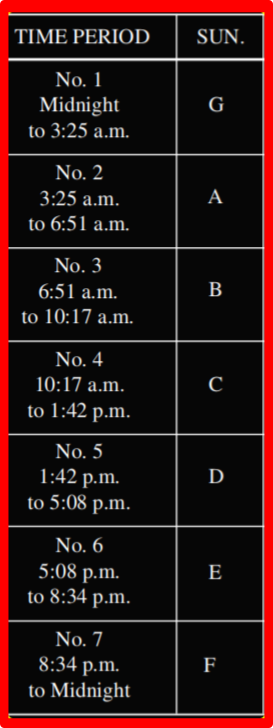 TIME PERIOD SUN.
No. 1
Midnight G
to 3:25 a.m.
No. 2
3:25 a.m. A
to 6:51 a.m.
No. 3
6:51 a.m. B
to 10:17 a.m.
No. 4
10:17 a.m. C
to 1:42 p.m.
No. 5
1:42 p.m. D
to 5:08 p.m.
No. 6
5:08 p.m. E
to 8:34 p.m.
No. 7
8:34 p.m. F
to Midnight